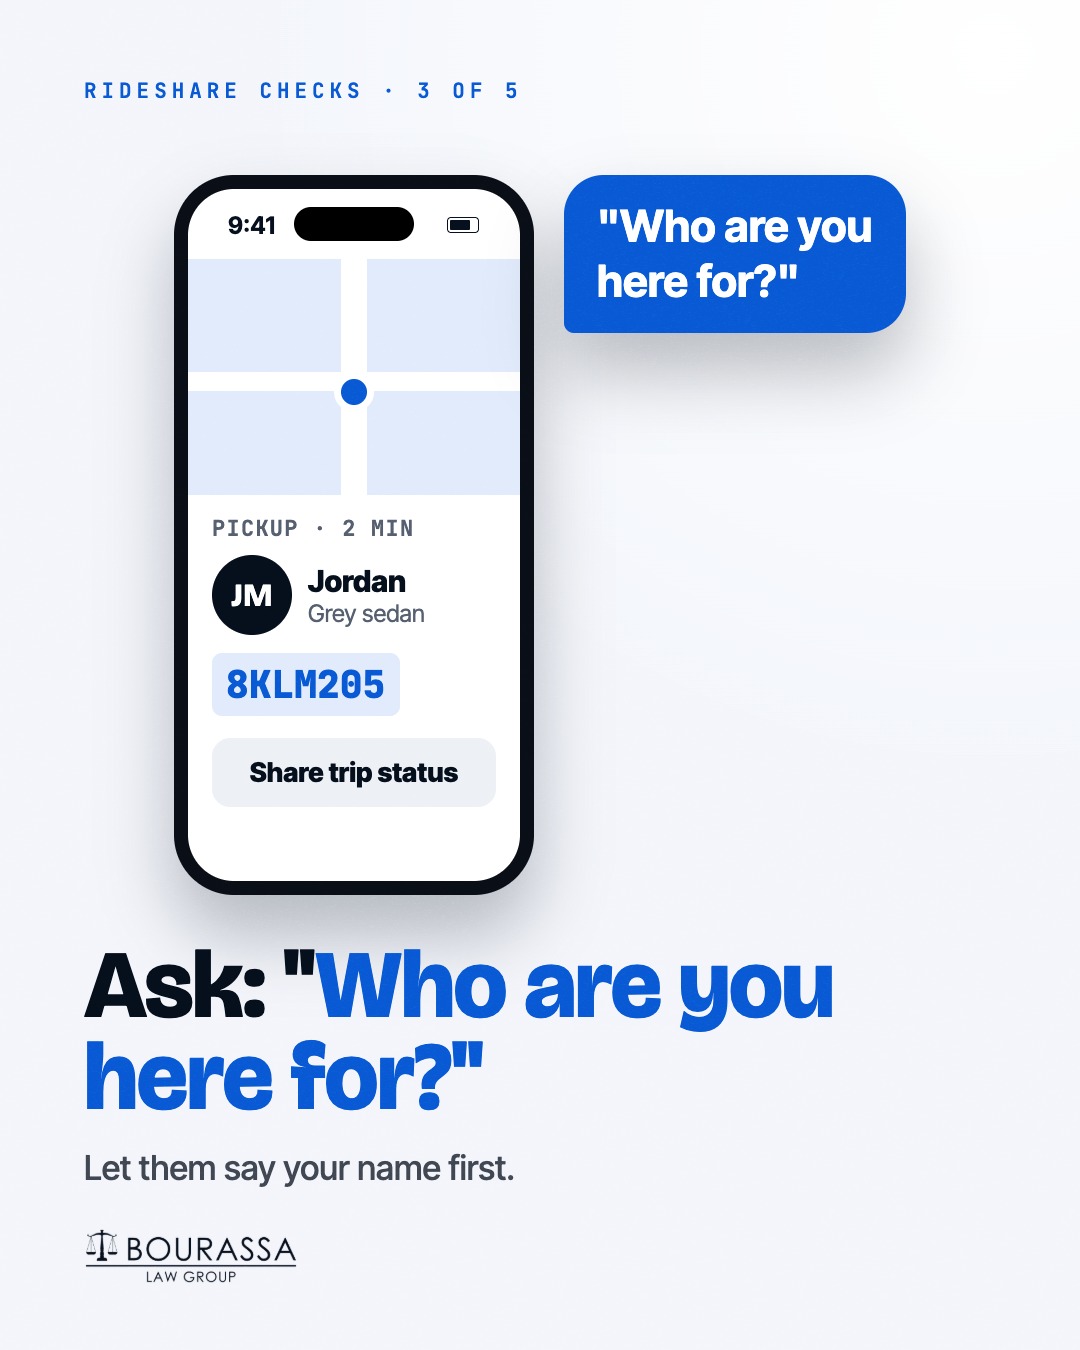 RIDESHARE CHECKS · 3 OF 5
9:41
"Who are you
here for?"
PICKUP · 2 MIN
JM
Jordan
Grey sedan
8KLM205
Share trip status
Ask: "Who are you
here for?"
Let them say your name first.
BOURASSA
LAW GROUP